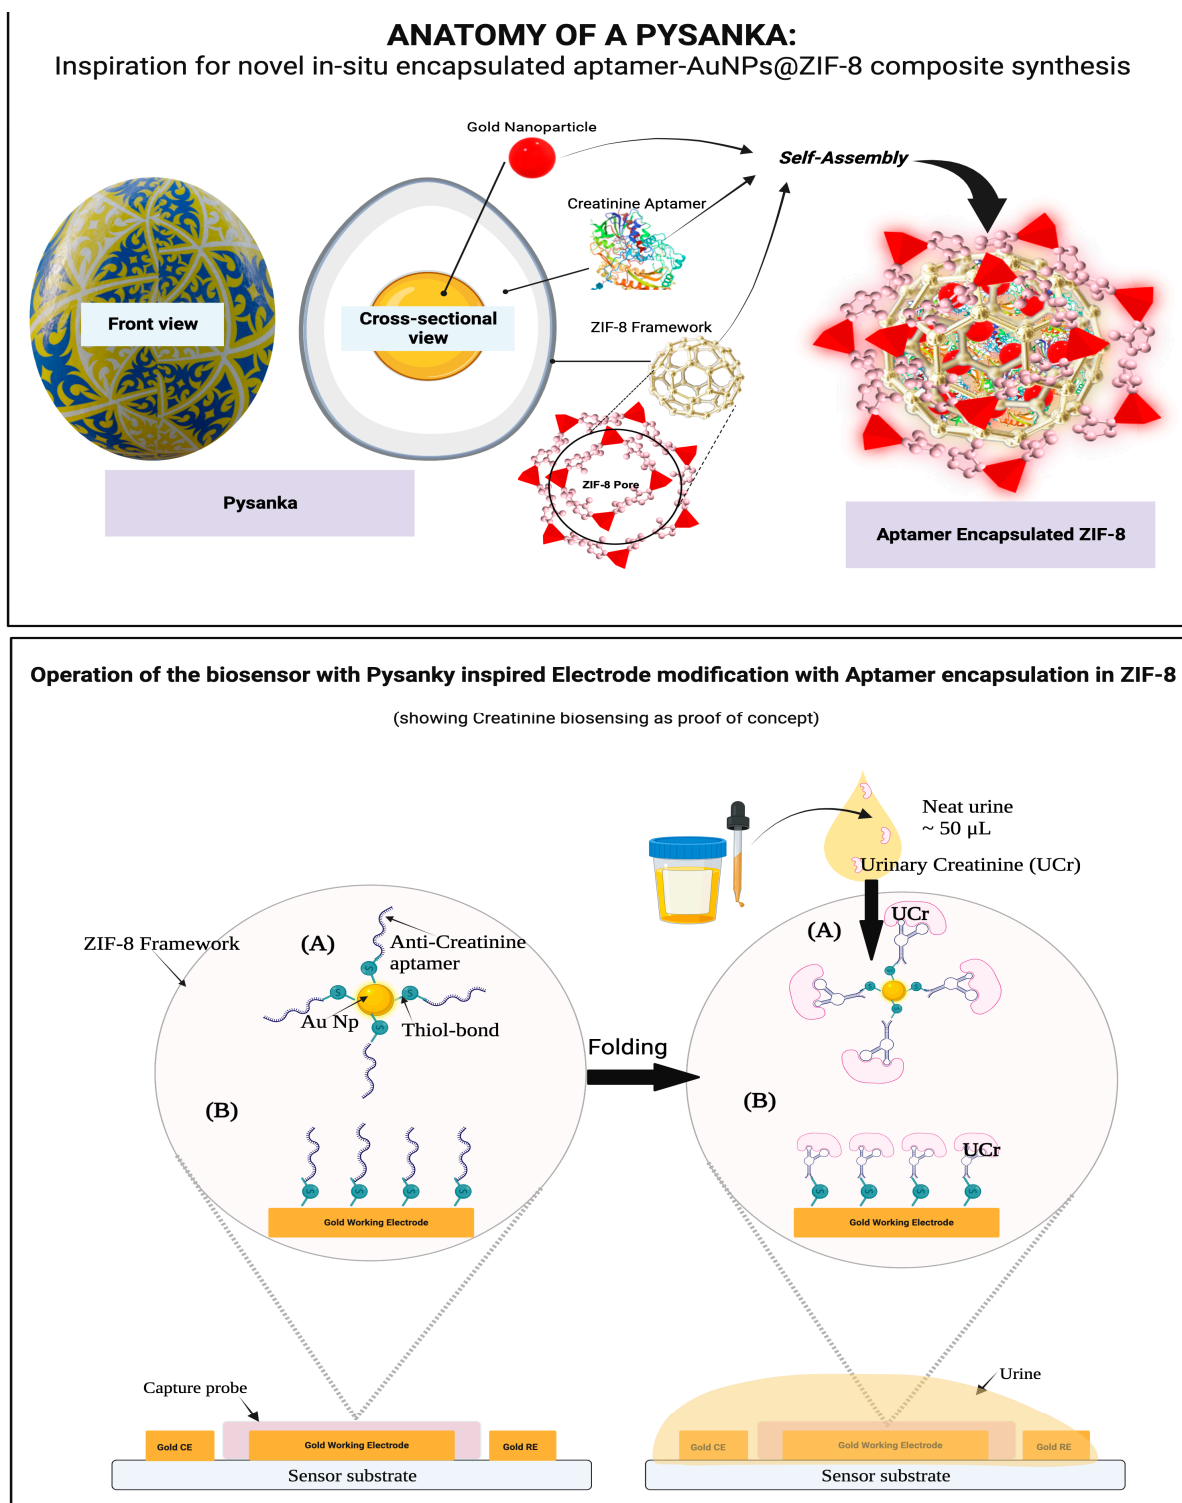 ANATOMY OF A PYSANKA:
Inspiration for novel in-situ encapsulated aptamer-AuNPs@ZIF-8 composite synthesis
Gold Nanoparticle
Self-Assembly
Creatinine Aptamer
Front view
Cross-sectional
view
ZIF-8 Framework
ZIF-8 Pore
Pysanka
Aptamer Encapsulated ZIF-8
Operation of the biosensor with Pysanky inspired Electrode modification with Aptamer encapsulation in ZIF-8
(showing Creatinine biosensing as proof of concept)
Neat urine
~ 50 μL
Urinary Creatinine (UCr)
ZIF-8 Framework
(A)
Anti-Creatinine
aptamer
S
S
S
S
Au Np
Thiol-bond
(B)
S
S
S
S
Gold Working Electrode
Folding
(A)
UCr
S
S
S
S
(B)
UCr
S
S
S
S
Gold Working Electrode
Capture probe
Gold CE
Gold Working Electrode
Gold RE
Sensor substrate
Urine
Gold CE
Gold Working Electrode
Gold RE
Sensor substrate